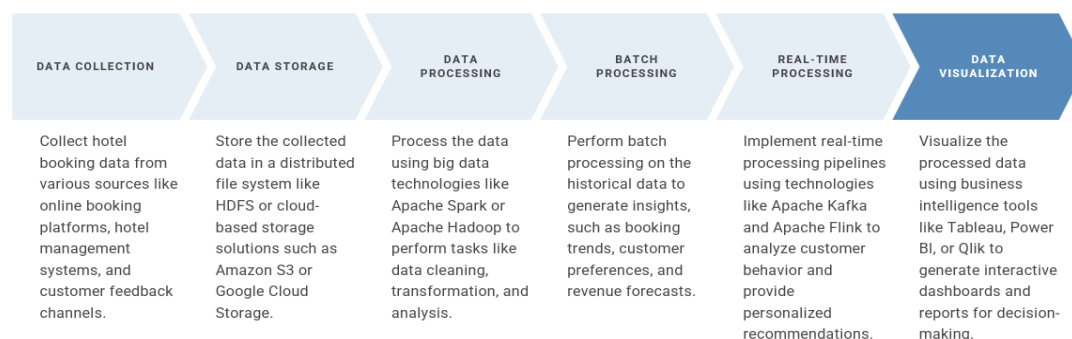 DATA COLLECTION
DATA STORAGE
DATA
PROCESSING
BATCH
PROCESSING
REAL-TIME
PROCESSING
DATA
VISUALIZATION
Collect hotel
booking data from
various sources like
online booking
platforms, hotel
management
systems, and
customer feedback
channels.
Store the collected
data in a distributed
file system like
HDFS or cloud-
based storage
solutions such as
Amazon S3 or
Google Cloud
Storage.
Process the data
using big data
technologies like
Apache Spark or
Apache Hadoop to
perform tasks like
data cleaning,
transformation, and
analysis.
Perform batch
processing on the
historical data to
generate insights,
such as booking
trends, customer
preferences, and
revenue forecasts.
Implement real-time
processing pipelines
using technologies
like Apache Kafka
and Apache Flink to
analyze customer
behavior and
provide
personalized
recommendations.
Visualize the
processed data
using business
intelligence tools
like Tableau, Power
BI, or Qlik to
generate interactive
dashboards and
reports for decision-
making.